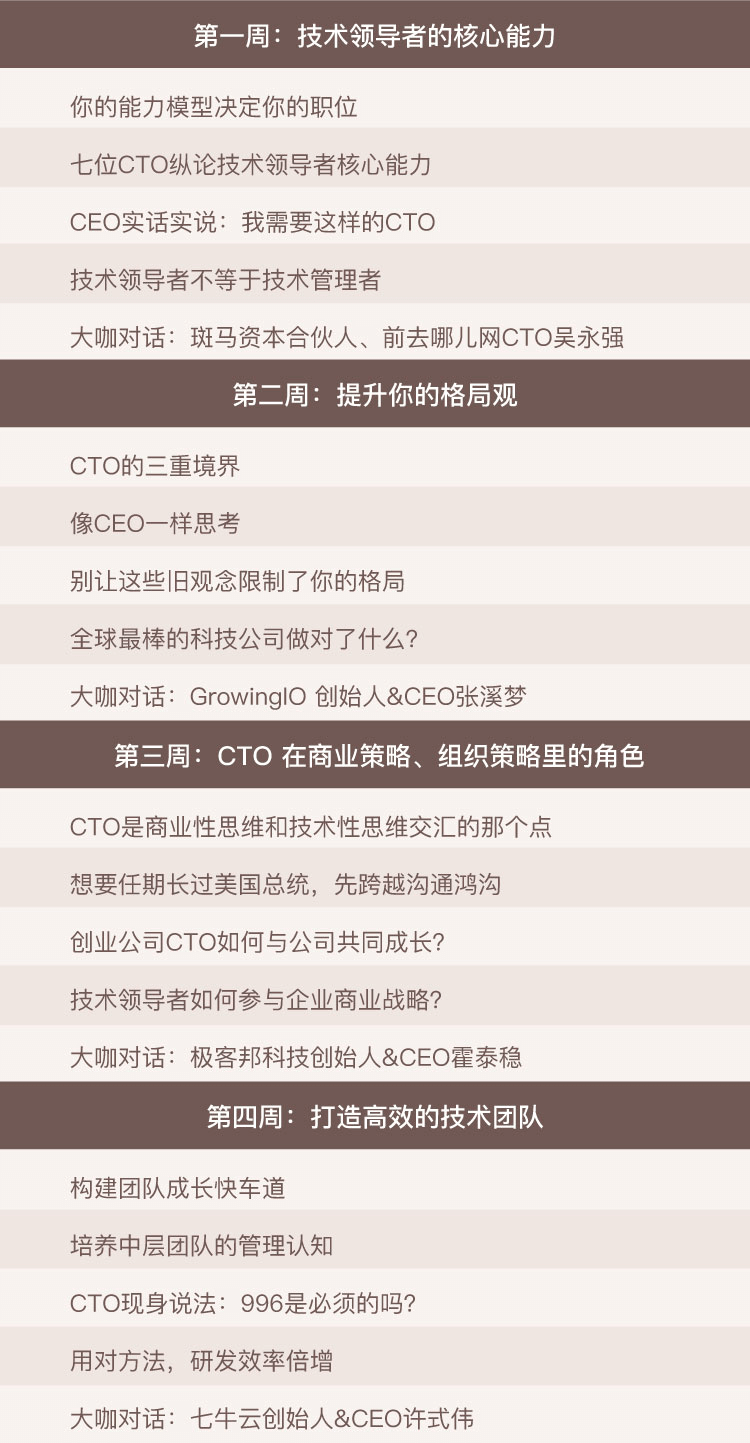 第一周：技术领导者的核心能力
你的能力模型决定你的职位
七位CTO纵论技术领导者核心能力
CEO实话实说：我需要这样的CTO
技术领导者不等于技术管理者
大咖对话：斑马资本合伙人、前去哪儿网CTO吴永强
第二周：提升你的格局观
CTO的三重境界
像CEO一样思考
别让这些旧观念限制了你的格局
全球最棒的科技公司做对了什么？
大咖对话：GrowingIO 创始人&CEO张溪梦
第三周：CTO 在商业策略、组织策略里的角色
CTO是商业性思维和技术性思维交汇的那个点
想要任期长过美国总统，先跨越沟通鸿沟
创业公司CTO如何与公司共同成长？
技术领导者如何参与企业商业战略？
大咖对话：极客邦科技创始人&CEO霍泰稳
第四周：打造高效的技术团队
构建团队成长快车道
培养中层团队的管理认知
CTO现身说法：996是必须的吗？
用对方法，研发效率倍增
大咖对话：七牛云创始人&CEO许式伟